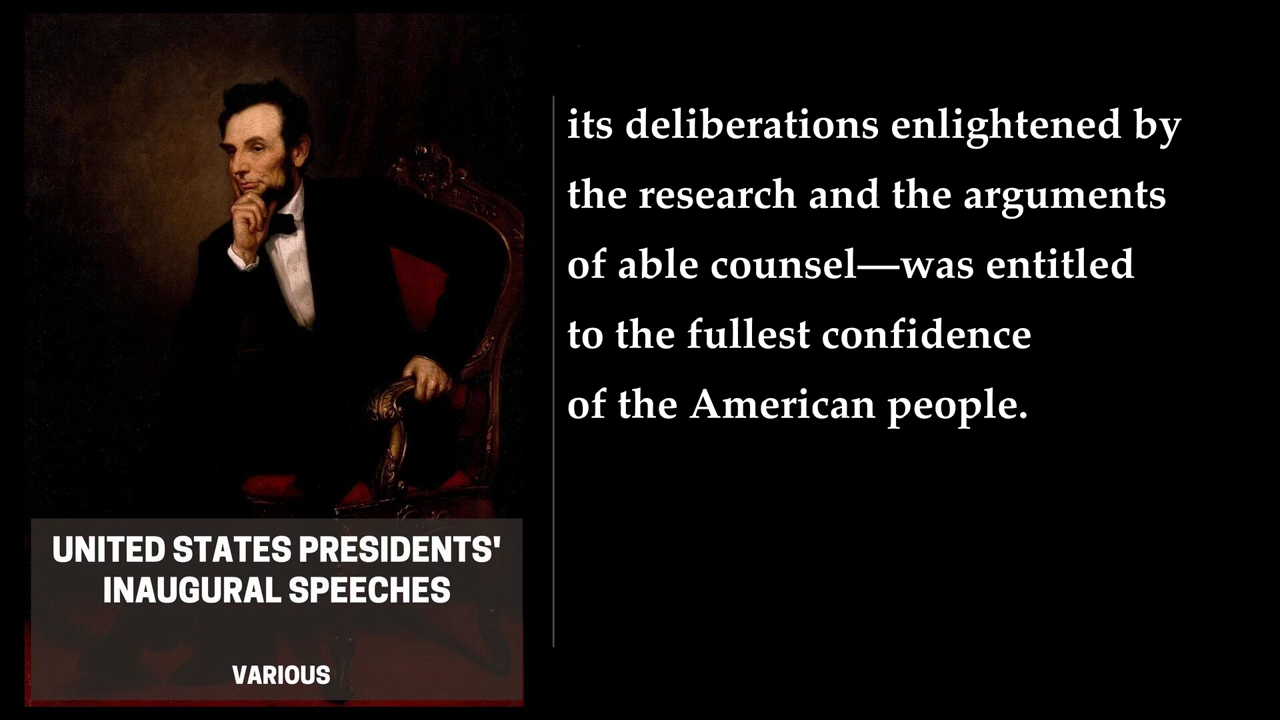 its deliberations enlightened by
the research and the arguments
of able counsel—was entitled
to the fullest confidence
of the American people.
UNITED STATES PRESIDENTS'
INAUGURAL SPEECHES
VARIOUS